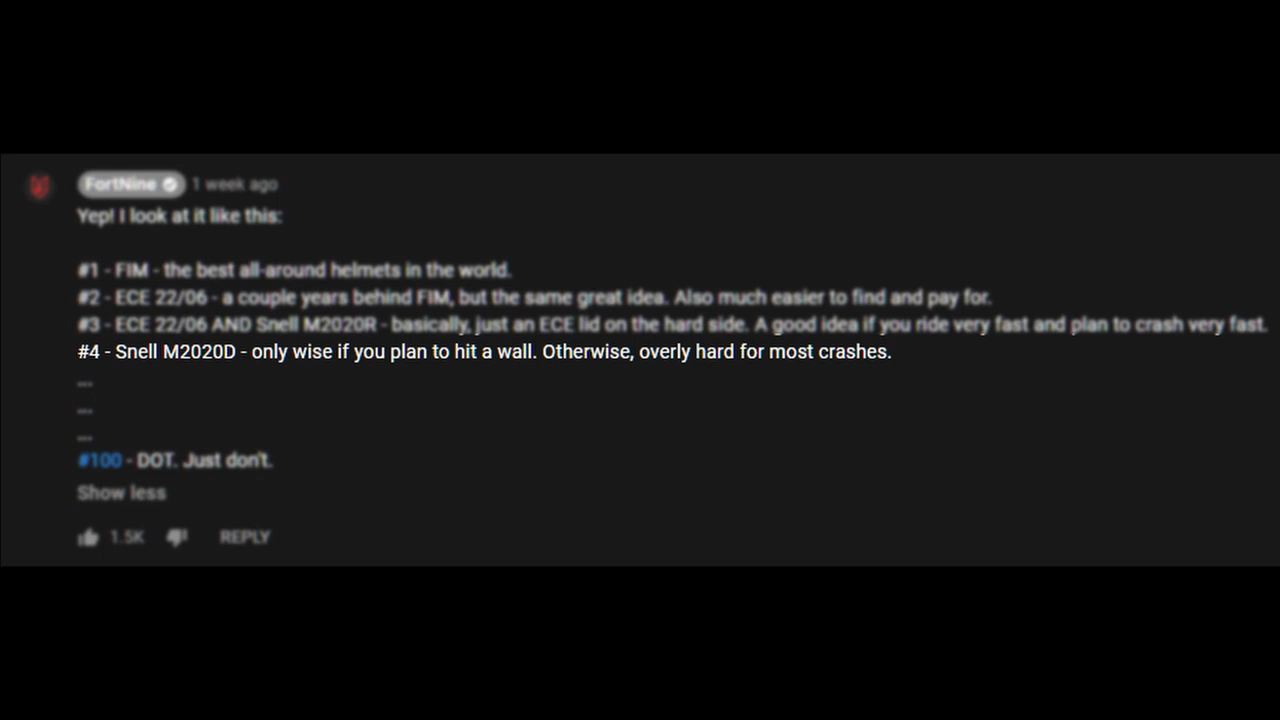 FortNine 1 week ago
Yep! I look at it like this:
#1 - FIM - the best all-around helmets in the world.
#2 - ECE 22/06 - a couple years behind FIM, but the same great idea. Also much easier to find and pay for.
#3 - ECE 22/06 AND Snell M2020R - basically, just an ECE lid on the hard side. A good idea if you ride very fast and plan to crash very fast.
#4 - Snell M2020D - only wise if you plan to hit a wall. Otherwise, overly hard for most crashes.
...
...
...
#100 - DOT. Just don't.
Show less
1.5K REPLY